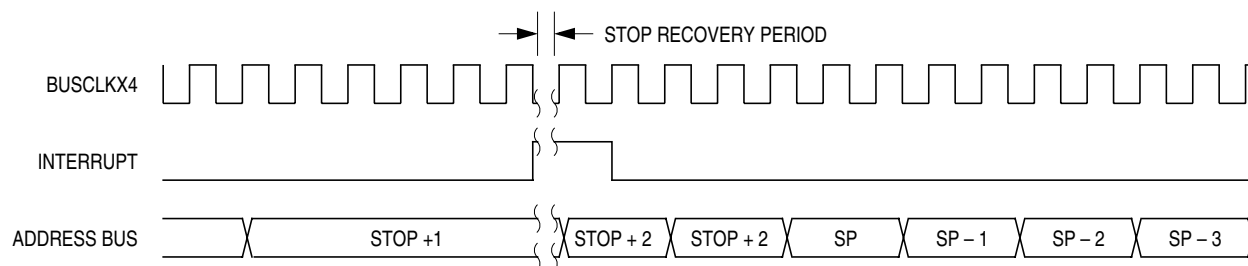 STOP RECOVERY PERIOD
BUSCLKX4
INTERRUPT
ADDRESS BUS STOP +1 STOP + 2 STOP + 2 SP SP – 1 SP – 2 SP – 3